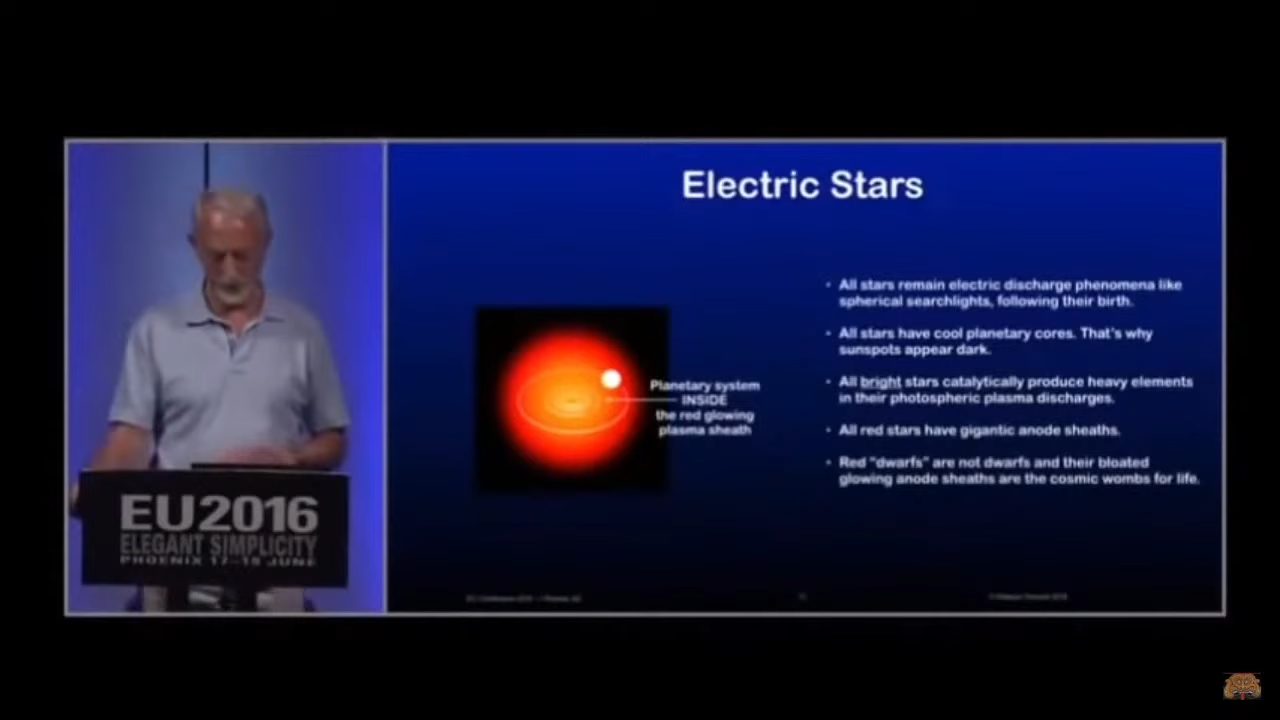 Electric Stars
• All stars remain electric discharge phenomena like
spherical searchlights, following their birth.
• All stars have cool planetary cores. That's why
sunspots appear dark.
• All bright stars catalytically produce heavy elements
in their photospheric plasma discharges.
• All red stars have gigantic anode sheaths.
• Red "dwarfs" are not dwarfs and their bloated
glowing anode sheaths are the cosmic wombs for life.
Planetary system
INSIDE
the red glowing
plasma sheath
EU2016
ELEGANT SIMPLICITY
PHOENIX 17-19 JUNE